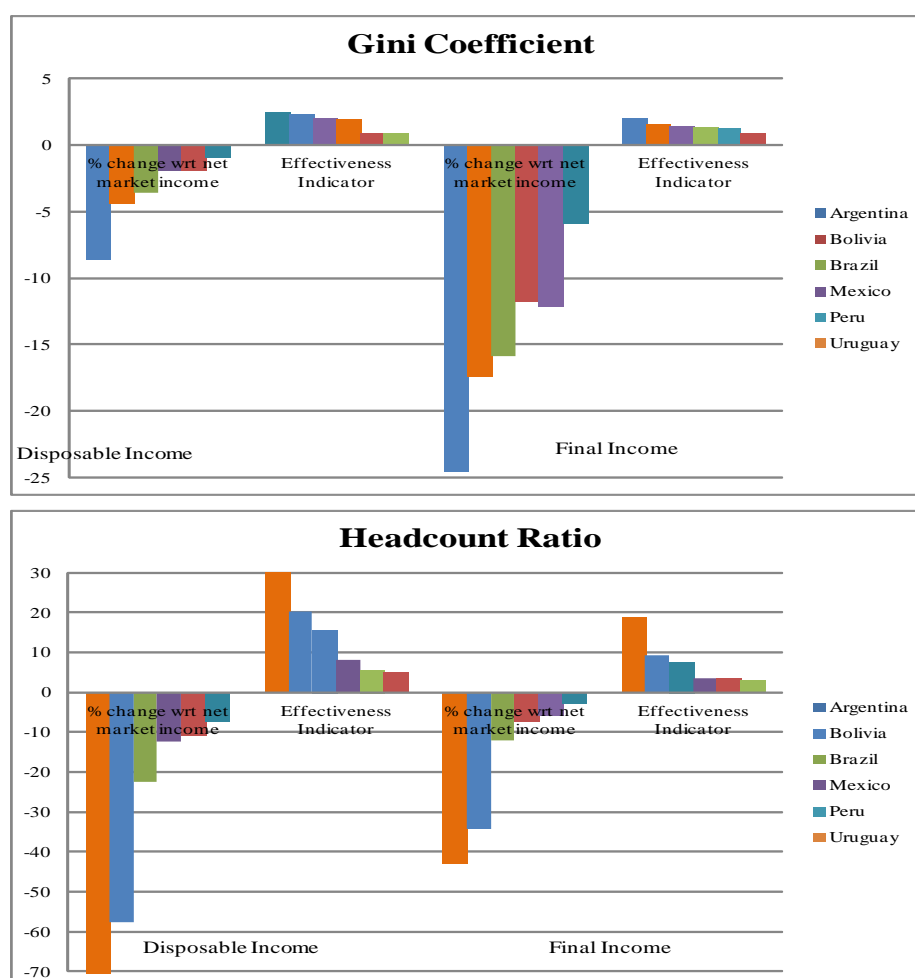 Gini Coefficient
5
0
-5
-10
-15
-20
-25
% change wrt net
market income
Effectiveness
Indicator
% change wrt net
market income
Effectiveness
Indicator
Disposable Income
Final Income
Argentina
Bolivia
Brazil
Mexico
Peru
Uruguay
Headcount Ratio
30
20
10
0
-10
-20
-30
-40
-50
-60
-70
% change wrt net
market income
Effectiveness
Indicator
% change wrt net
market income
Effectiveness
Indicator
Disposable Income
Final Income
Argentina
Bolivia
Brazil
Mexico
Peru
Uruguay